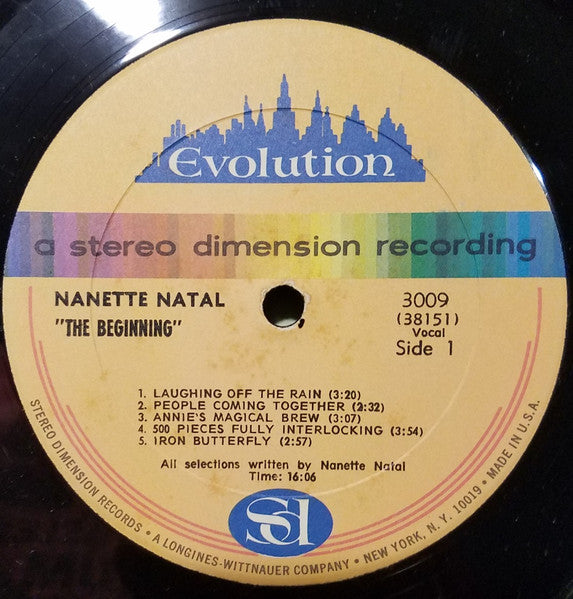 Evolution
a stereo dimension recording
NANETTE NATAL
"THE BEGINNING"
3009
(38151)
Vocal
Side 1
1. LAUGHING OFF THE RAIN (3:20)
2. PEOPLE COMING TOGETHER (2:32)
3. ANNIE'S MAGICAL BREW (3:07)
4. 500 PIECES FULLY INTERLOCKING (3:54)
5. IRON BUTTERFLY (2:57)
All selections written by Nanette Natal
Time: 16:06
SD
STEREO DIMENSION RECORDS • A LONGINES-WITTNAUER COMPANY • NEW YORK, N. Y. 10019 • MADE IN U.S.A.